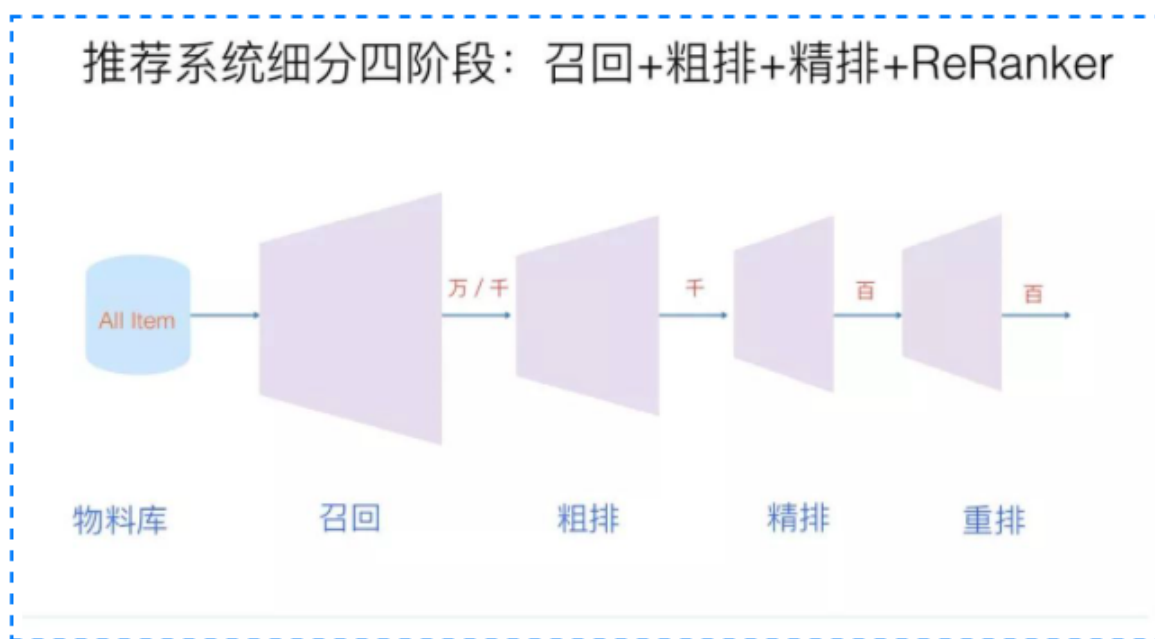 推荐系统细分四阶段：召回+粗排+精排+ReRanker
万/千
千
百
百
All Item
物料库
召回
粗排
精排
重排